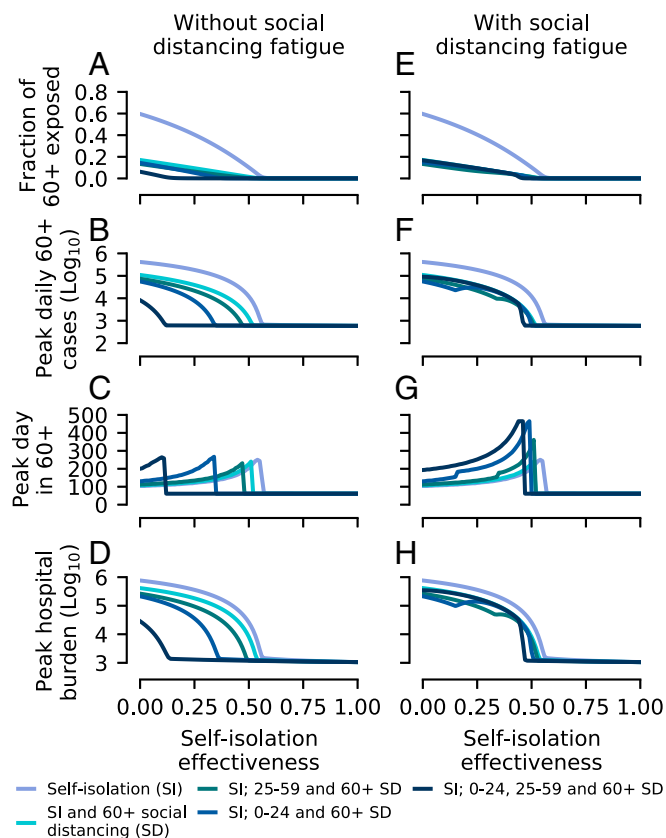 Without social
distancing fatigue
With social
distancing fatigue
A
E
Fraction of
60+ exposed
0.8
0.6
0.4
0.2
0.0
B
F
Peak daily 60+
cases (Log10)
6
5
4
3
2
C
G
Peak day
in 60+
500
400
300
200
100
0
D
H
Peak hospital
burden (Log10)
6
5
4
3
0.00 0.25 0.50 0.75 1.00
0.00 0.25 0.50 0.75 1.00
Self-isolation
effectiveness
Self-isolation
effectiveness
Self-isolation (SI)
SI and 60+ social
distancing (SD)
SI; 25-59 and 60+ SD
SI; 0-24 and 60+ SD
SI; 0-24, 25-59 and 60+ SD